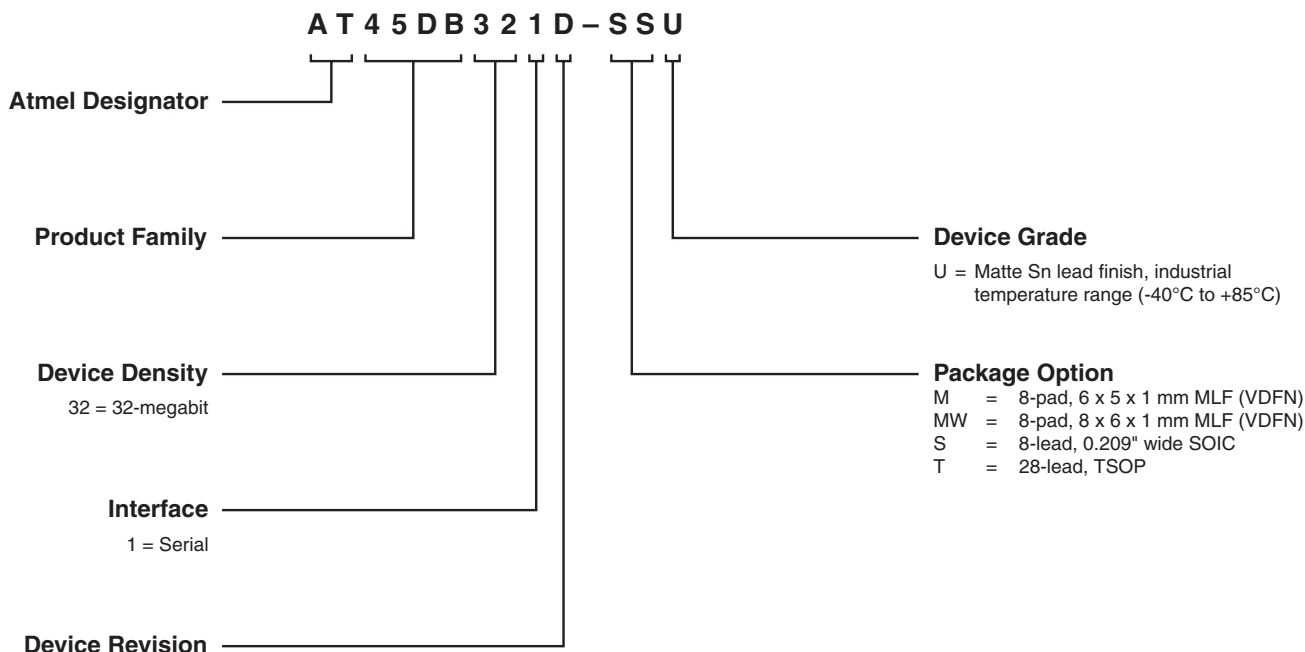 AT45DB321D–SSU
Atmel Designator
Product Family
Device Density
32 = 32-megabit
Interface
1 = Serial
Device Revision
Device Grade
U = Matte Sn lead finish, industrial
temperature range (-40°C to +85°C)
Package Option
M = 8-pad, 6 x 5 x 1 mm MLF (VDFN)
MW = 8-pad, 8 x 6 x 1 mm MLF (VDFN)
S = 8-lead, 0.209" wide SOIC
T = 28-lead, TSOP